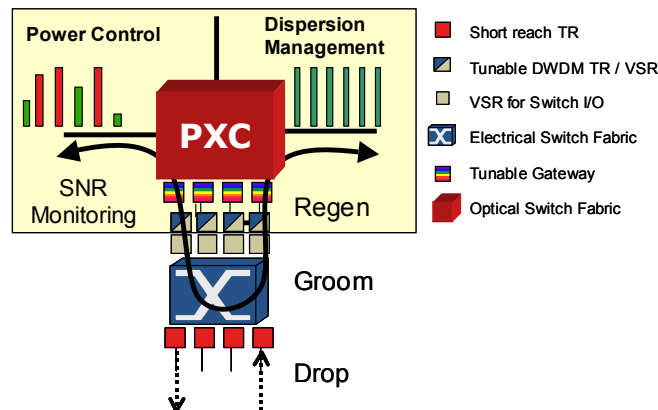 Power Control
Dispersion
Management
PXC
SNR
Monitoring
Regen
Groom
Drop
Short reach TR
Tunable DWDM TR / VSR
VSR for Switch I/O
Electrical Switch Fabric
Tunable Gateway
Optical Switch Fabric